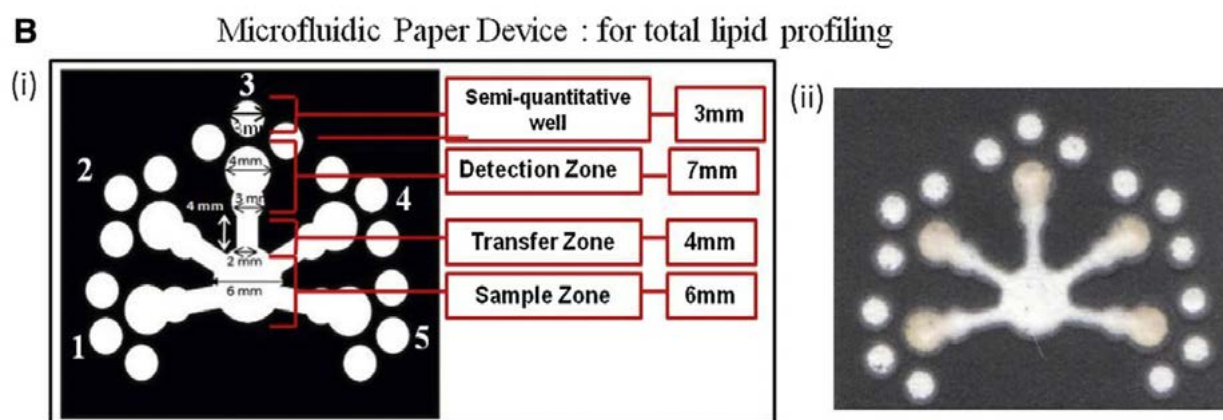 B
Microfluidic Paper Device : for total lipid profiling
(i)
3
3mm
Semi-quantitative
well
3mm
(ii)
2
4mm
Detection Zone
7mm
4 mm
3 mm
4
Transfer Zone
4mm
2 mm
6 mm
Sample Zone
6mm
1
5